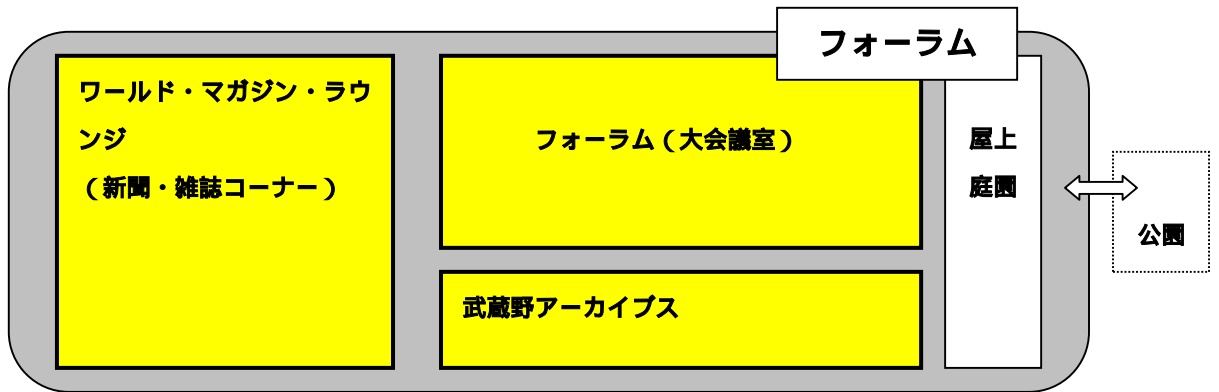 フォーラム
ワールド・マガジン・ラウ
ンジ
（新聞・雑誌コーナー）
フォーラム（大会議室）
武蔵野アーカイブス
屋上
庭園
公園